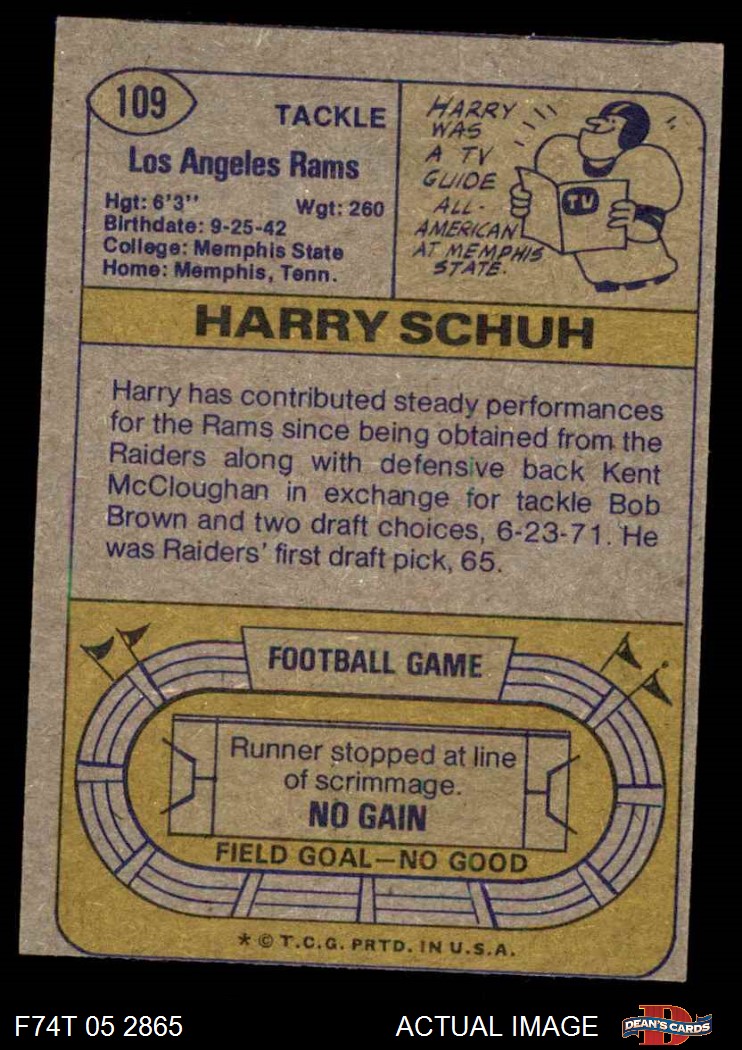 109
TACKLE
Los Angeles Rams
Hgt: 6'3" Wgt: 260
Birthdate: 9-25-42
College: Memphis State
Home: Memphis, Tenn.
HARRY
WAS
A TV
GUIDE
ALL-
AMERICAN
AT MEMPHIS
STATE.
TV
HARRY SCHUH
Harry has contributed steady performances
for the Rams since being obtained from the
Raiders along with defensive back Kent
McCloughan in exchange for tackle Bob
Brown and two draft choices, 6-23-71. He
was Raiders' first draft pick, 65.
FOOTBALL GAME
Runner stopped at line
of scrimmage.
NO GAIN
FIELD GOAL—NO GOOD
* © T.C.G. PRTD. IN U.S.A.
F74T 05 2865 ACTUAL IMAGE
D
DEAN'S CARDS